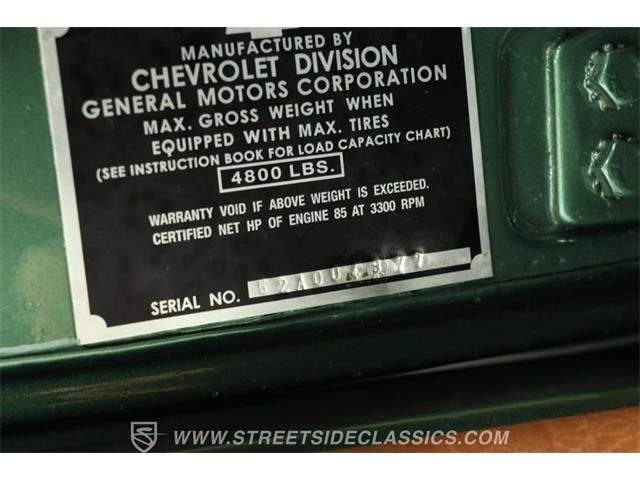 MANUFACTURED BY
CHEVROLET DIVISION
GENERAL MOTORS CORPORATION
MAX. GROSS WEIGHT WHEN
EQUIPPED WITH MAX. TIRES
(SEE INSTRUCTION BOOK FOR LOAD CAPACITY CHART)
4800 LBS.
WARRANTY VOID IF ABOVE WEIGHT IS EXCEEDED.
CERTIFIED NET HP OF ENGINE 85 AT 3300 RPM
SERIAL NO.
WWW.STREETSIDECLASSICS.COM